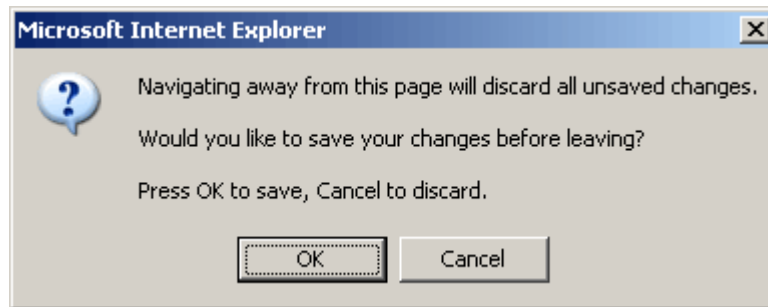 Microsoft Internet Explorer
Navigating away from this page will discard all unsaved changes.
Would you like to save your changes before leaving?
Press OK to save, Cancel to discard.
OK Cancel